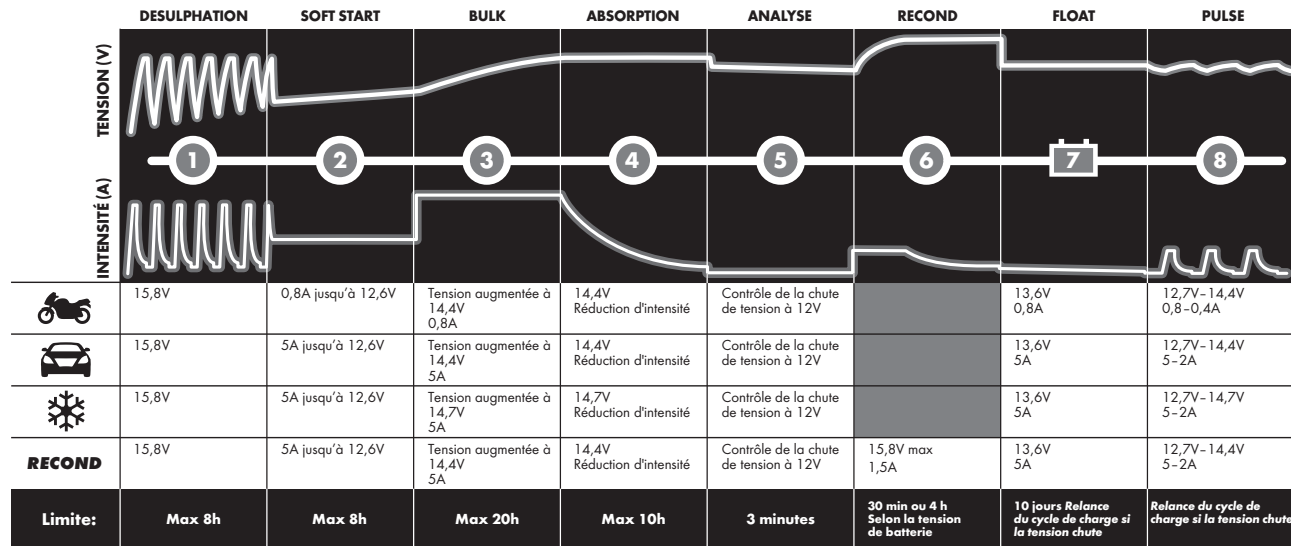 DESULPHATION SOFT START BULK ABSORPTION ANALYSE RECOND FLOAT PULSE
TENSION (V)
1 2 3 4 5 6 7 8
INTENSITÉ (A)
15,8V 0,8A jusqu'à 12,6V Tension augmentée à 14,4V Contrôle de la chute 13,6V 12,7V–14,4V
14,4V Réduction d'intensité de tension à 12V 0,8A 0,8–0,4A
0,8A
15,8V 5A jusqu'à 12,6V Tension augmentée à 14,4V Contrôle de la chute 13,6V 12,7V–14,4V
14,4V Réduction d'intensité de tension à 12V 5A 5–2A
5A
15,8V 5A jusqu'à 12,6V Tension augmentée à 14,7V Contrôle de la chute 13,6V 12,7V–14,7V
14,7V Réduction d'intensité de tension à 12V 5A 5–2A
5A
RECOND 15,8V 5A jusqu'à 12,6V Tension augmentée à 14,4V Contrôle de la chute 15,8V max 13,6V 12,7V–14,4V
14,4V Réduction d'intensité de tension à 12V 1,5A 5A 5–2A
5A
Limite: Max 8h Max 8h Max 20h Max 10h 3 minutes 30 min ou 4 h 10 jours Relance Relance du cycle de
Selon la tension du cycle de charge si charge si la tension chute
de batterie la tension chute